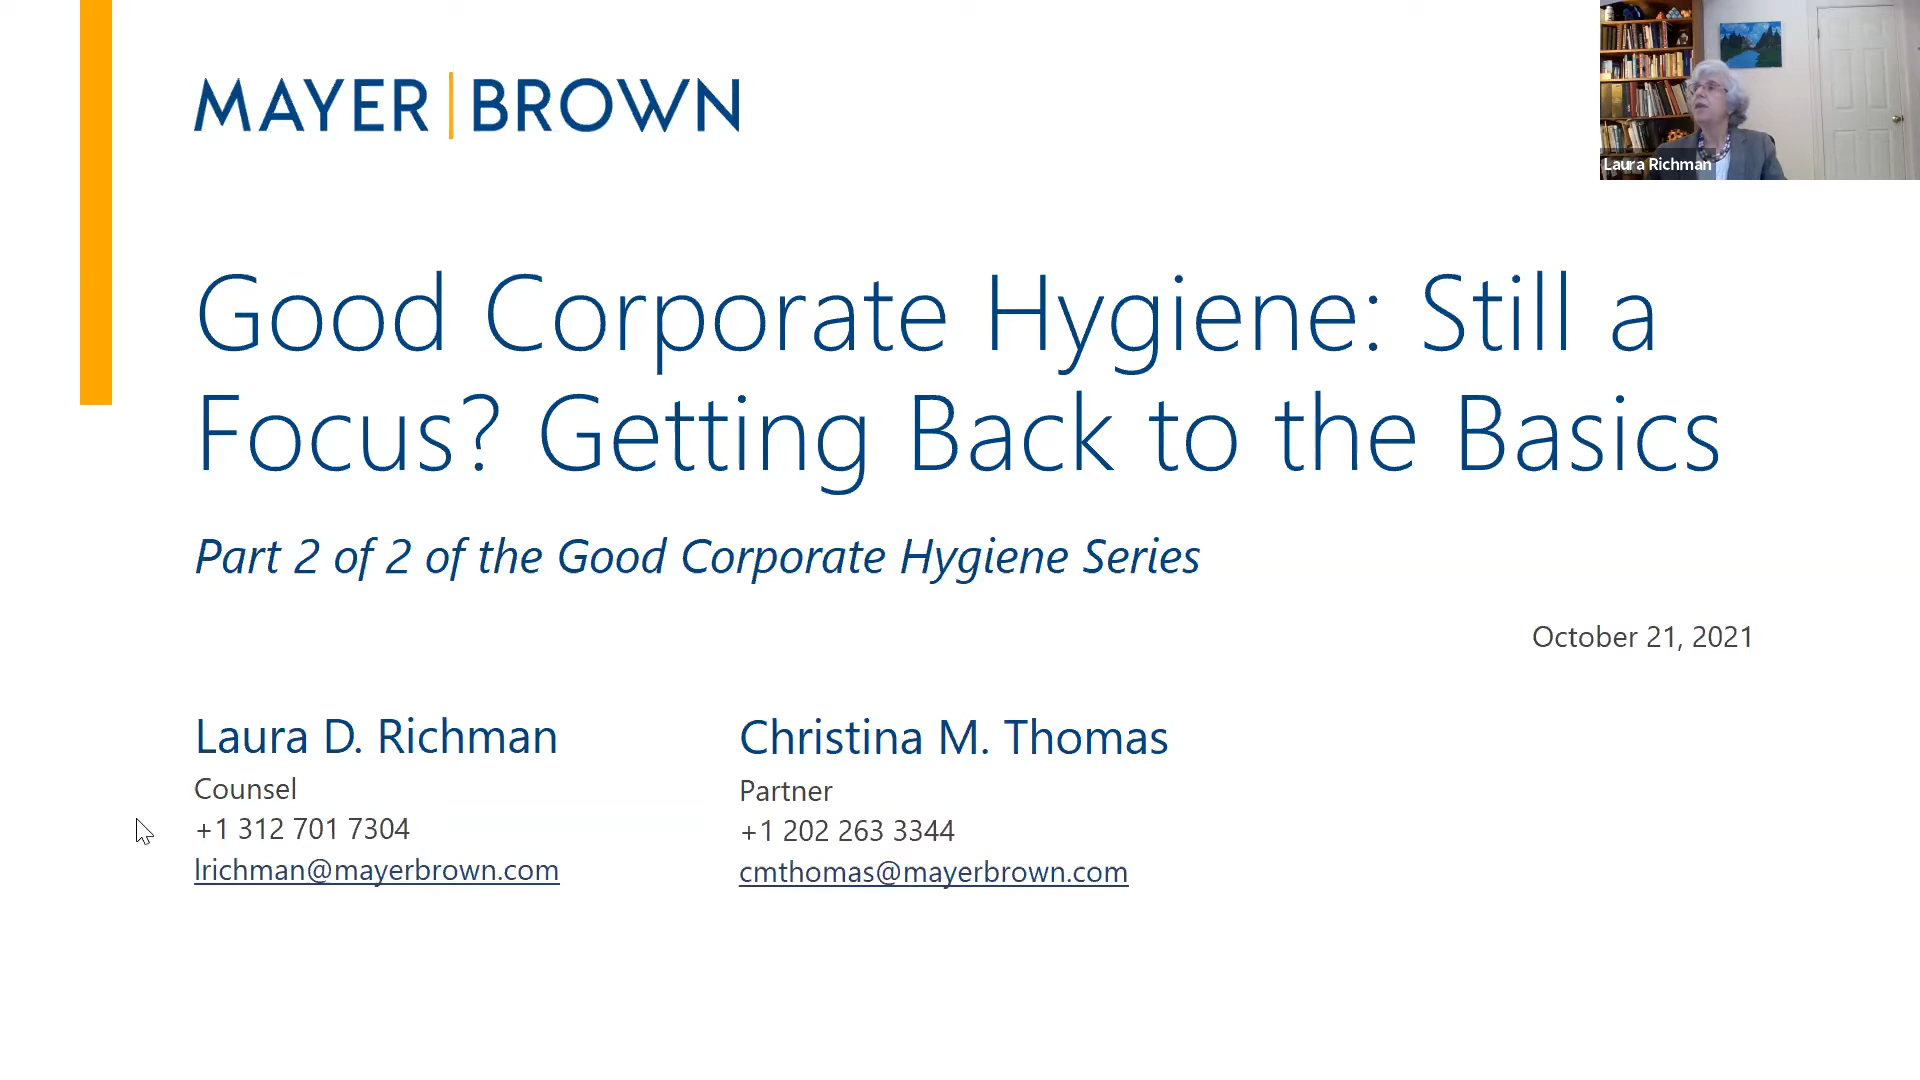 MAYER|BROWN
Laura Richman
Good Corporate Hygiene: Still a
Focus? Getting Back to the Basics
Part 2 of 2 of the Good Corporate Hygiene Series
October 21, 2021
Laura D. Richman
Counsel
+1 312 701 7304
lrichman@mayerbrown.com
Christina M. Thomas
Partner
+1 202 263 3344
cmthomas@mayerbrown.com